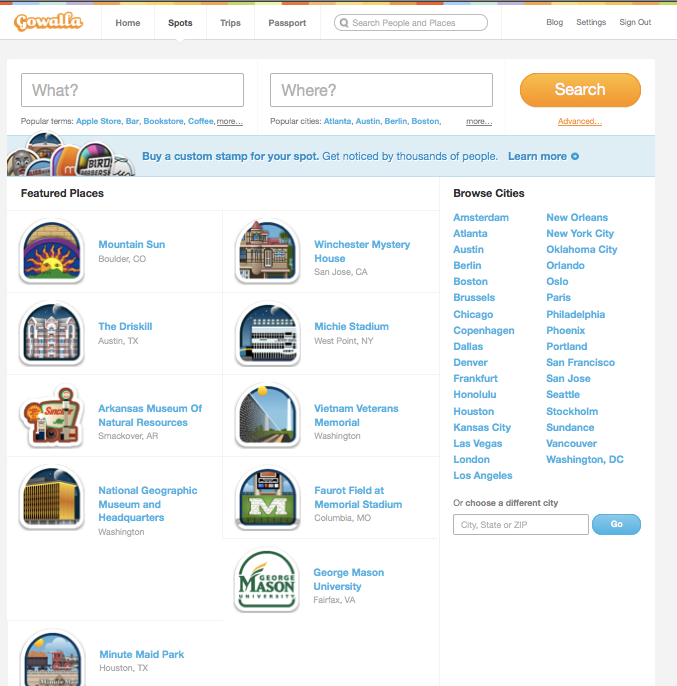 Gowalla
Home Spots Trips Passport Search People and Places Blog Settings Sign Out
What? Where? Search
Popular terms: Apple Store, Bar, Bookstore, Coffee, more... Popular cities: Atlanta, Austin, Berlin, Boston, more... Advanced...
Buy a custom stamp for your spot. Get noticed by thousands of people. Learn more
Featured Places
Mountain Sun
Boulder, CO
Winchester Mystery
House
San Jose, CA
The Driskill
Austin, TX
Michie Stadium
West Point, NY
Sinclair
Arkansas Museum Of
Natural Resources
Smackover, AR
Vietnam Veterans
Memorial
Washington
National Geographic
Museum and
Headquarters
Washington
M
Faurot Field at
Memorial Stadium
Columbia, MO
GEORGE
MASON
UNIVERSITY
George Mason
University
Fairfax, VA
Minute Maid Park
Houston, TX
Browse Cities
Amsterdam New Orleans
Atlanta New York City
Austin Oklahoma City
Berlin Orlando
Boston Oslo
Brussels Paris
Chicago Philadelphia
Copenhagen Phoenix
Dallas Portland
Denver San Francisco
Frankfurt San Jose
Honolulu Seattle
Houston Stockholm
Kansas City Sundance
Las Vegas Vancouver
London Washington, DC
Los Angeles
Or choose a different city
City, State or ZIP Go